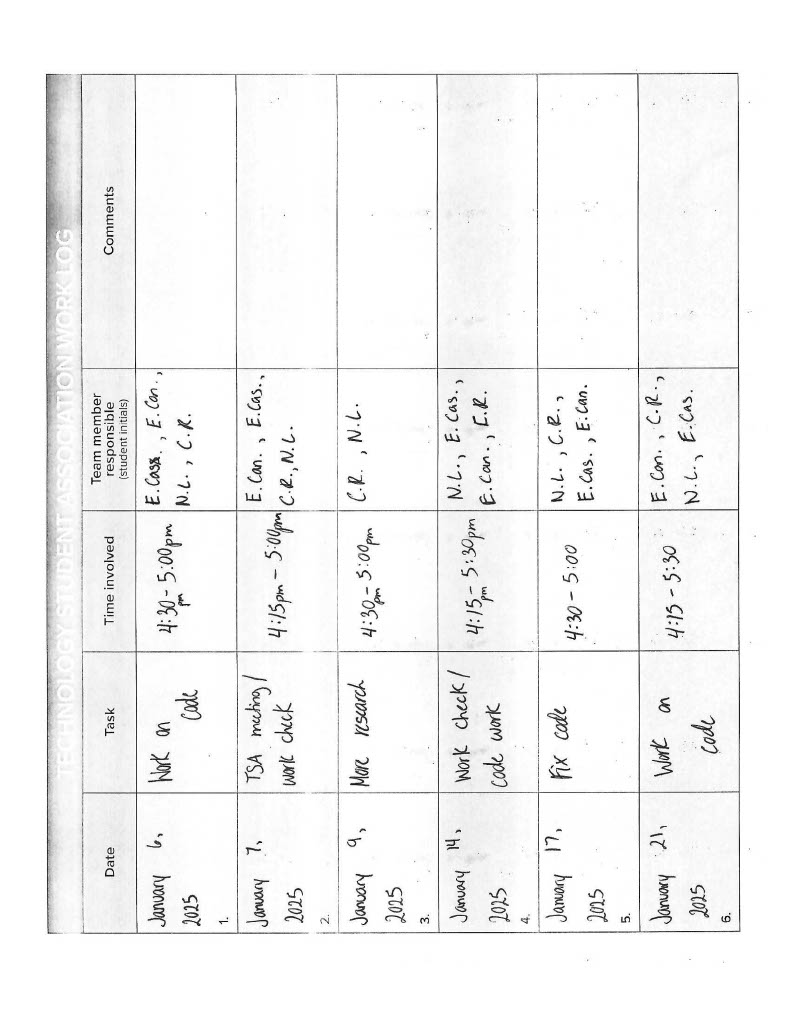 TECHNOLOGY STUDENT ASSOCIATION WORK LOG
Date
Task
Time involved
Team member
responsible
(student initials)
Comments
January 6,
2025
1.
Work on
code
4:30 - 5:00pm
pm
E.Cas., E.Can.,
N.L., C.R.
January 7,
2025
2.
TSA meeting/
work check
4:15pm - 5:00pm
E.Can., E.Cas.,
C.R., N.L.
January 9,
2025
3.
More research
4:30 - 5:00pm
pm
C.R., N.L.
January 14,
2025
4.
Work check/
code work
4:15 - 5:30pm
pm
N.L., E.Cas.,
E.Can., E.R.
January 17,
2025
5.
Fix code
4:30 - 5:00
N.L., C.R.,
E.Cas., E.Can.
January 21,
2025
6.
Work on
code
4:15 - 5:30
E.Can., C.R.,
N.L., E.Cas.